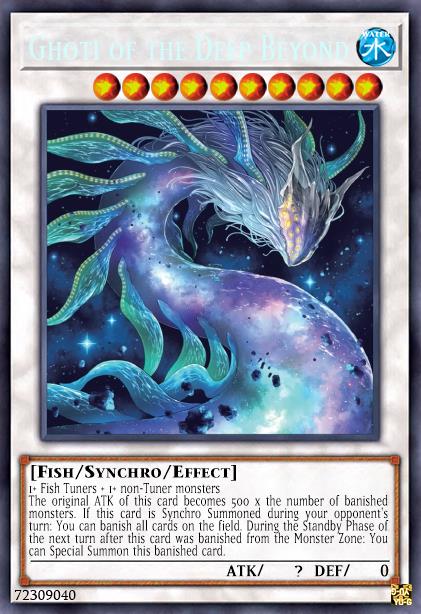 Ghoti of the Deep Beyond
WATER
水
[Fish/Synchro/Effect]
1+ Fish Tuners + 1+ non-Tuner monsters
The original ATK of this card becomes 500 x the number of banished
monsters. If this card is Synchro Summoned during your opponent's
turn: You can banish all cards on the field. During the Standby Phase of
the next turn after this card was banished from the Monster Zone: You
can Special Summon this banished card.
ATK/ ? DEF/ 0
72309040